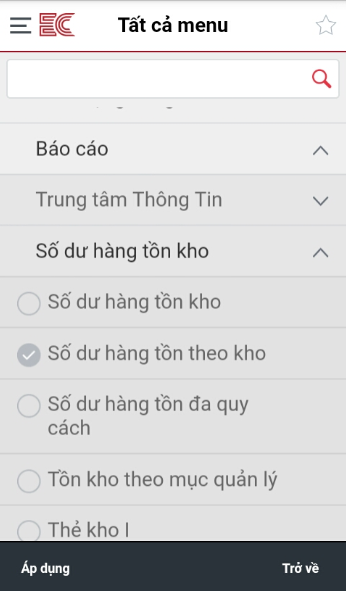 EC
Tất cả menu
Báo cáo
Trung tâm Thông Tin
Số dư hàng tồn kho
Số dư hàng tồn kho
Số dư hàng tồn theo kho
Số dư hàng tồn đa quy
cách
Tồn kho theo mục quản lý
Thẻ kho I
Áp dụng
Trở về